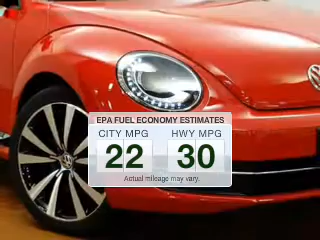 EPA FUEL ECONOMY ESTIMATES
CITY MPG HWY MPG
22 30
Actual mileage may vary.